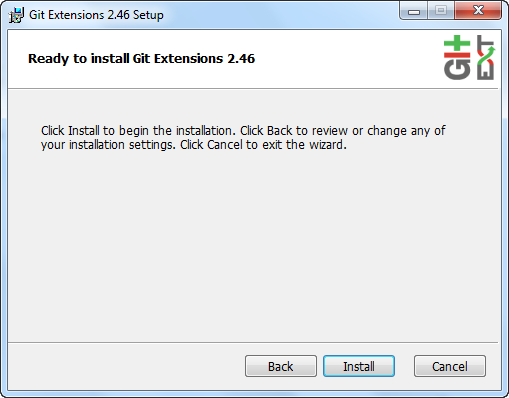 Git Extensions 2.46 Setup
Ready to install Git Extensions 2.46
Git
EXT
Click Install to begin the installation. Click Back to review or change any of
your installation settings. Click Cancel to exit the wizard.
Back
Install
Cancel